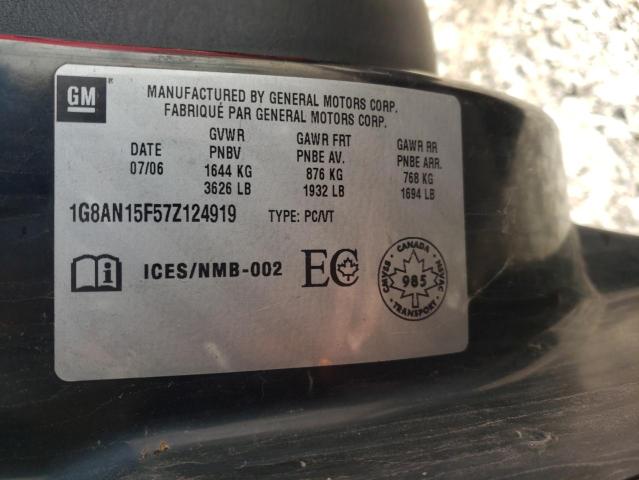 GM
MANUFACTURED BY GENERAL MOTORS CORP.
FABRIQUÉ PAR GENERAL MOTORS CORP.
GVWR GAWR FRT GAWR RR
DATE PNBV PNBE AV. PNBE ARR.
07/06 1644 KG 876 KG 768 KG
3626 LB 1932 LB 1694 LB
1G8AN15F57Z124919 TYPE: PC/VT
i ICES/NMB-002 EC
CANADA
CMVSS 985 NSVAC
TRANSPORT